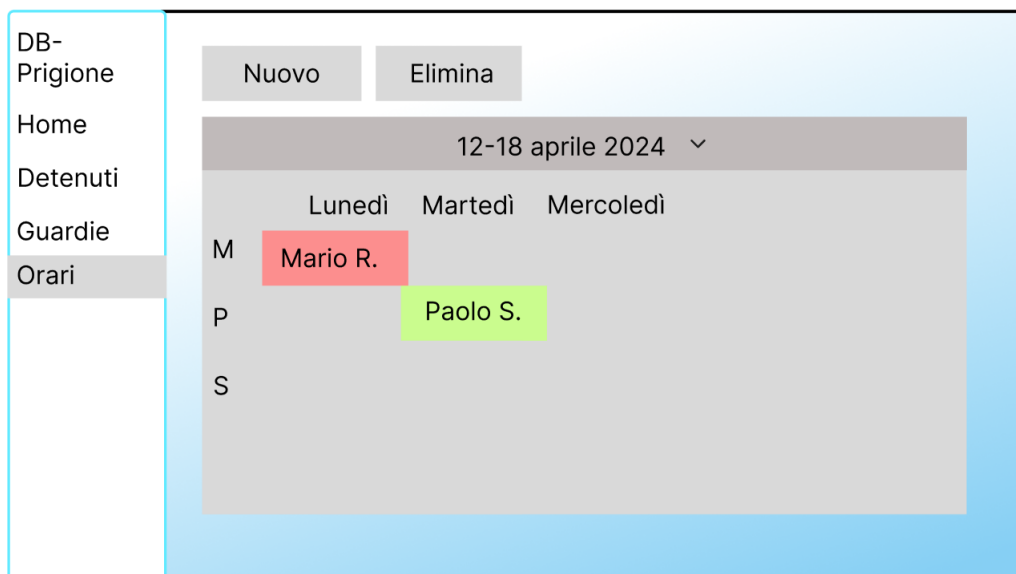 DB-
Prigione
Home
Detenuti
Guardie
Orari
Nuovo Elimina
12-18 aprile 2024
Lunedì Martedì Mercoledì
M Mario R.
P Paolo S.
S